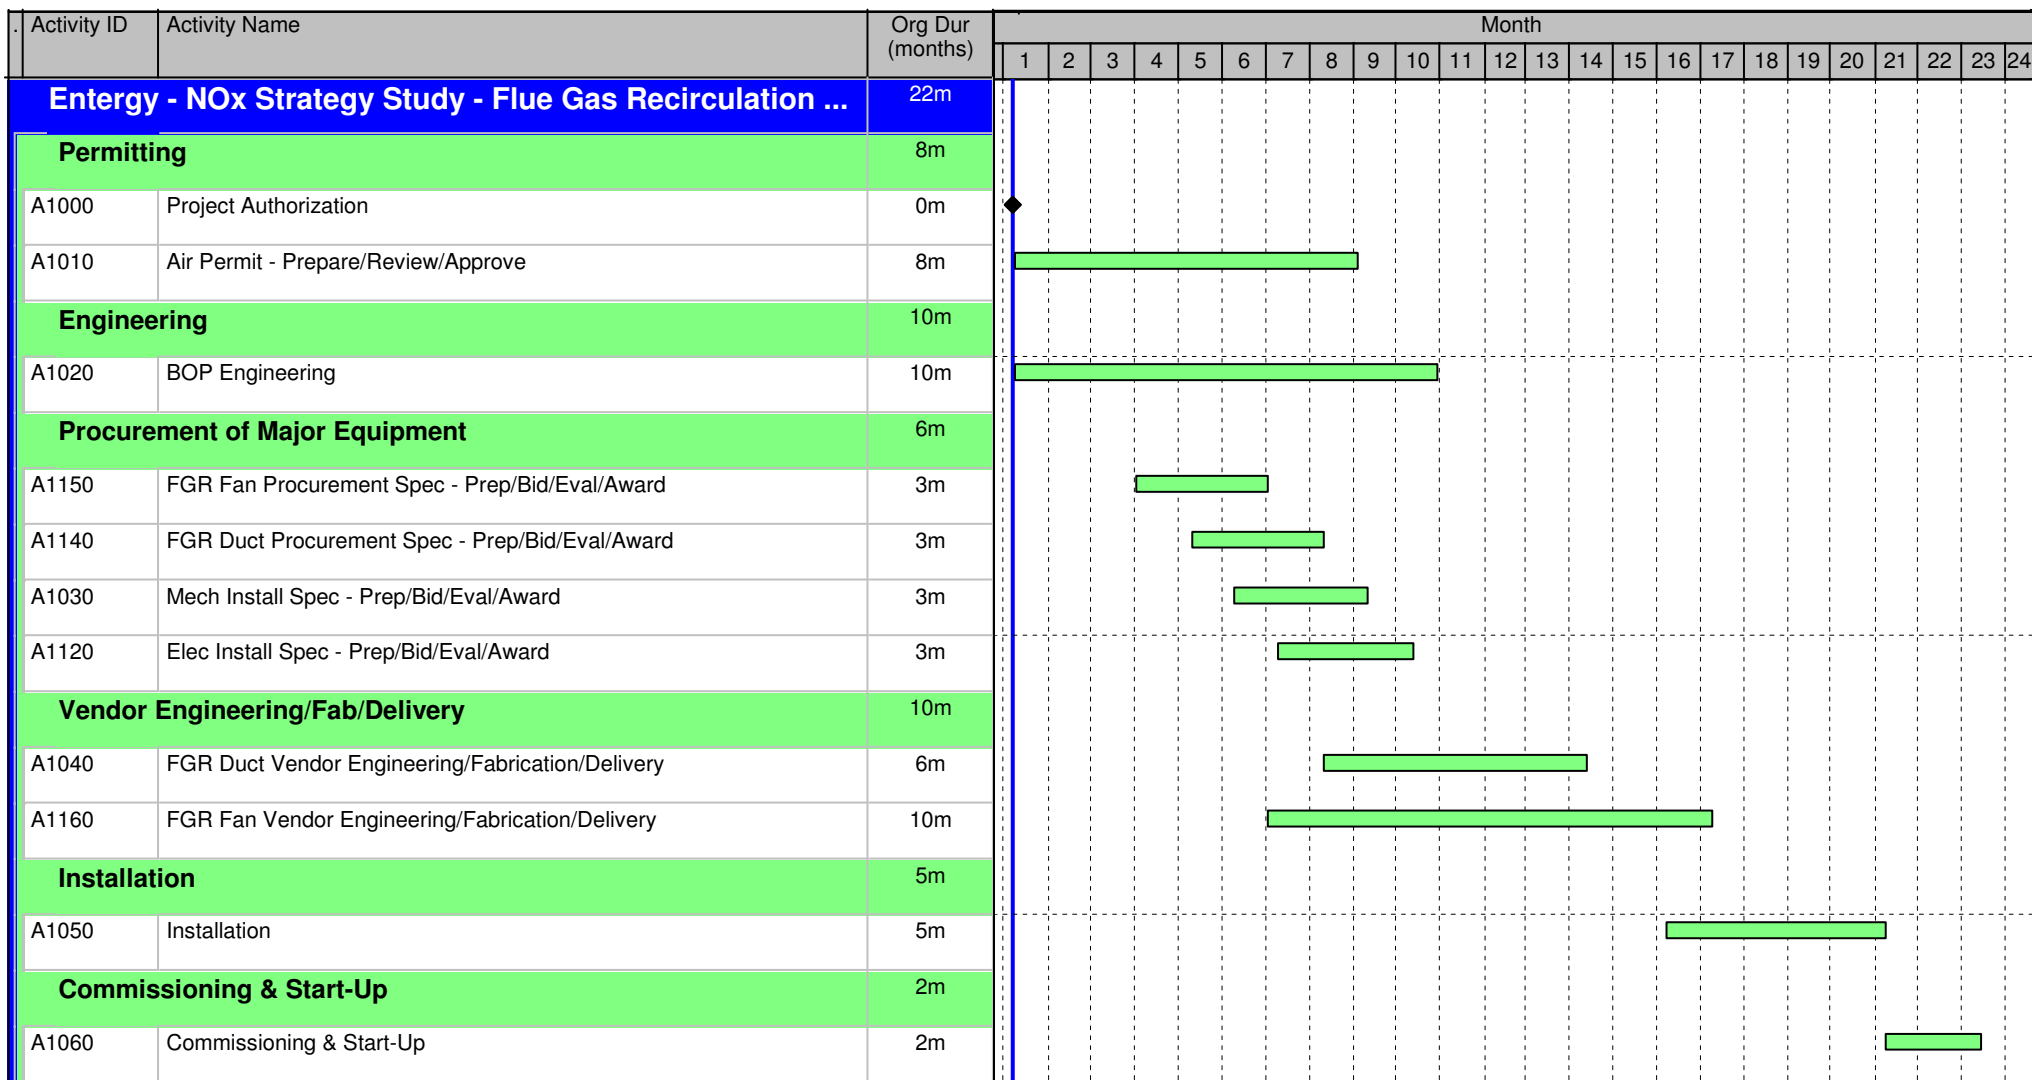 . Activity ID Activity Name Org Dur Month
(months)
1 2 3 4 5 6 7 8 9 10 11 12 13 14 15 16 17 18 19 20 21 22 23 24
Entergy - NOx Strategy Study - Flue Gas Recirculation ... 22m
Permitting 8m
A1000 Project Authorization 0m
A1010 Air Permit - Prepare/Review/Approve 8m
Engineering 10m
A1020 BOP Engineering 10m
Procurement of Major Equipment 6m
A1150 FGR Fan Procurement Spec - Prep/Bid/Eval/Award 3m
A1140 FGR Duct Procurement Spec - Prep/Bid/Eval/Award 3m
A1030 Mech Install Spec - Prep/Bid/Eval/Award 3m
A1120 Elec Install Spec - Prep/Bid/Eval/Award 3m
Vendor Engineering/Fab/Delivery 10m
A1040 FGR Duct Vendor Engineering/Fabrication/Delivery 6m
A1160 FGR Fan Vendor Engineering/Fabrication/Delivery 10m
Installation 5m
A1050 Installation 5m
Commissioning & Start-Up 2m
A1060 Commissioning & Start-Up 2m